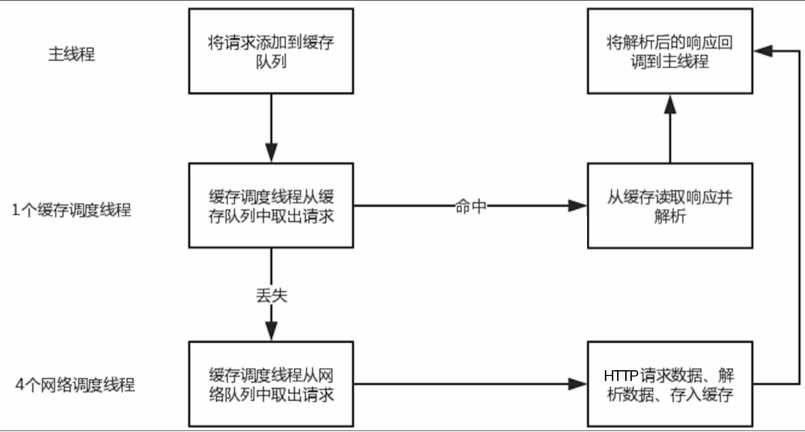 主线程
将请求添加到缓存
队列
将解析后的响应回
调到主线程
1个缓存调度线程
缓存调度线程从缓
存队列中取出请求
命中
从缓存读取响应并
解析
丢失
4个网络调度线程
缓存调度线程从网
络队列中取出请求
HTTP请求数据、解
析数据、存入缓存